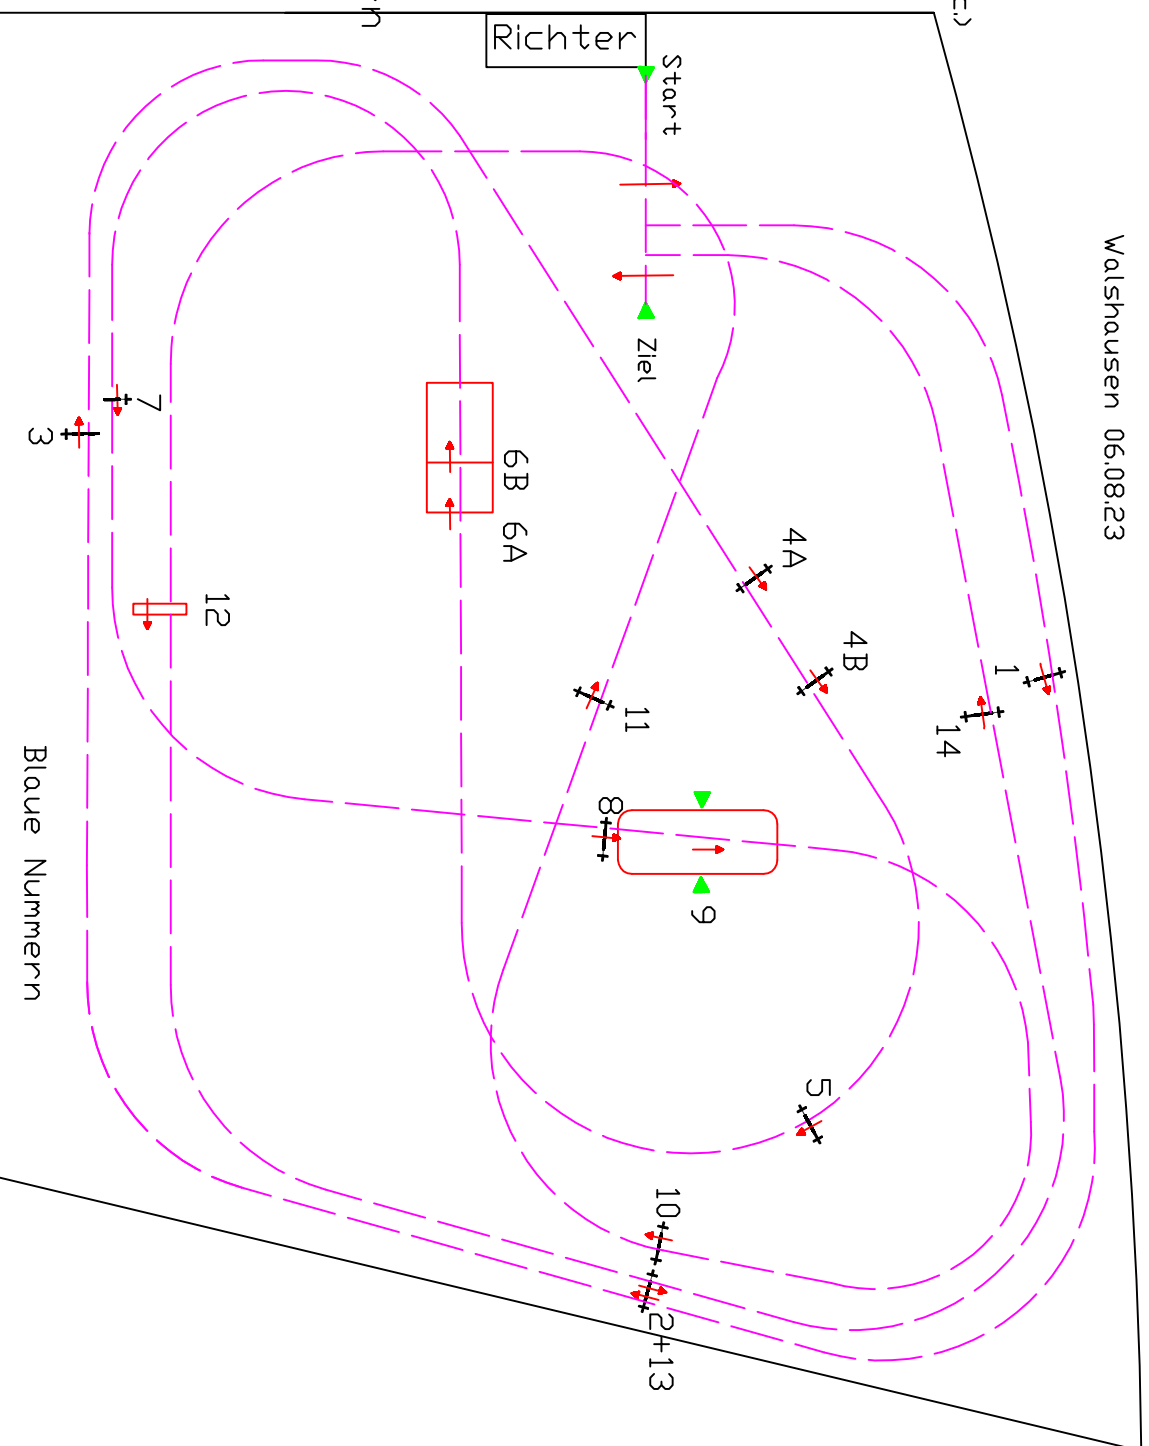 Richter
Start
Ziel
Walshausen 06.08.23
1
14
4A
4B
6B
6A
7
3
12
11
8
9
5
10
2+13
Blaue Nummern